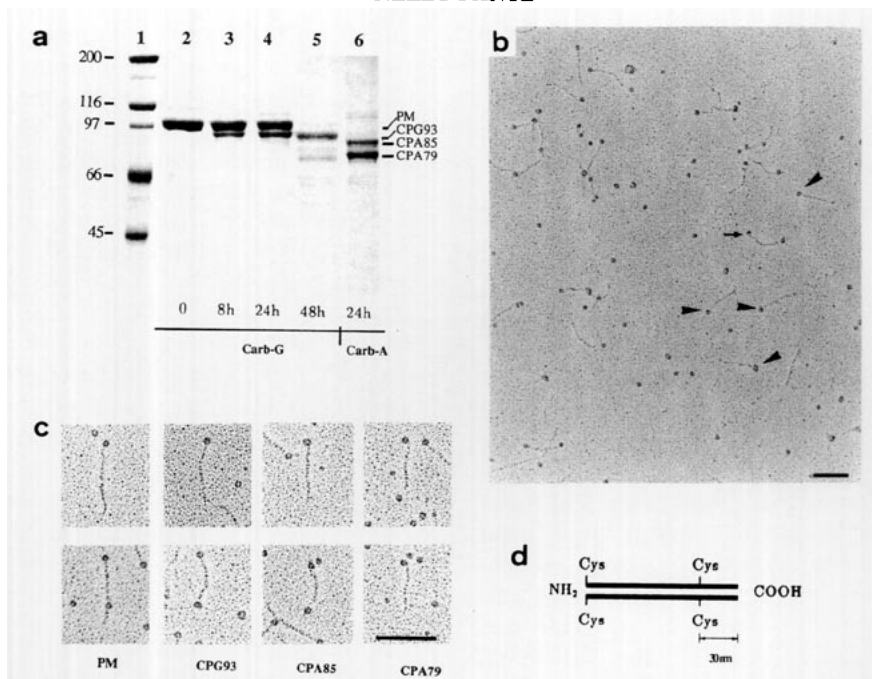 a
1 2 3 4 5 6
200
116
97
66
45
PM
CPG93
CPA85
CPA79
0 8h 24h 48h 24h
Carb-G Carb-A
b
c
PM CPG93 CPA85 CPA79
d
Cys Cys
NH₂ COOH
Cys Cys
30nm